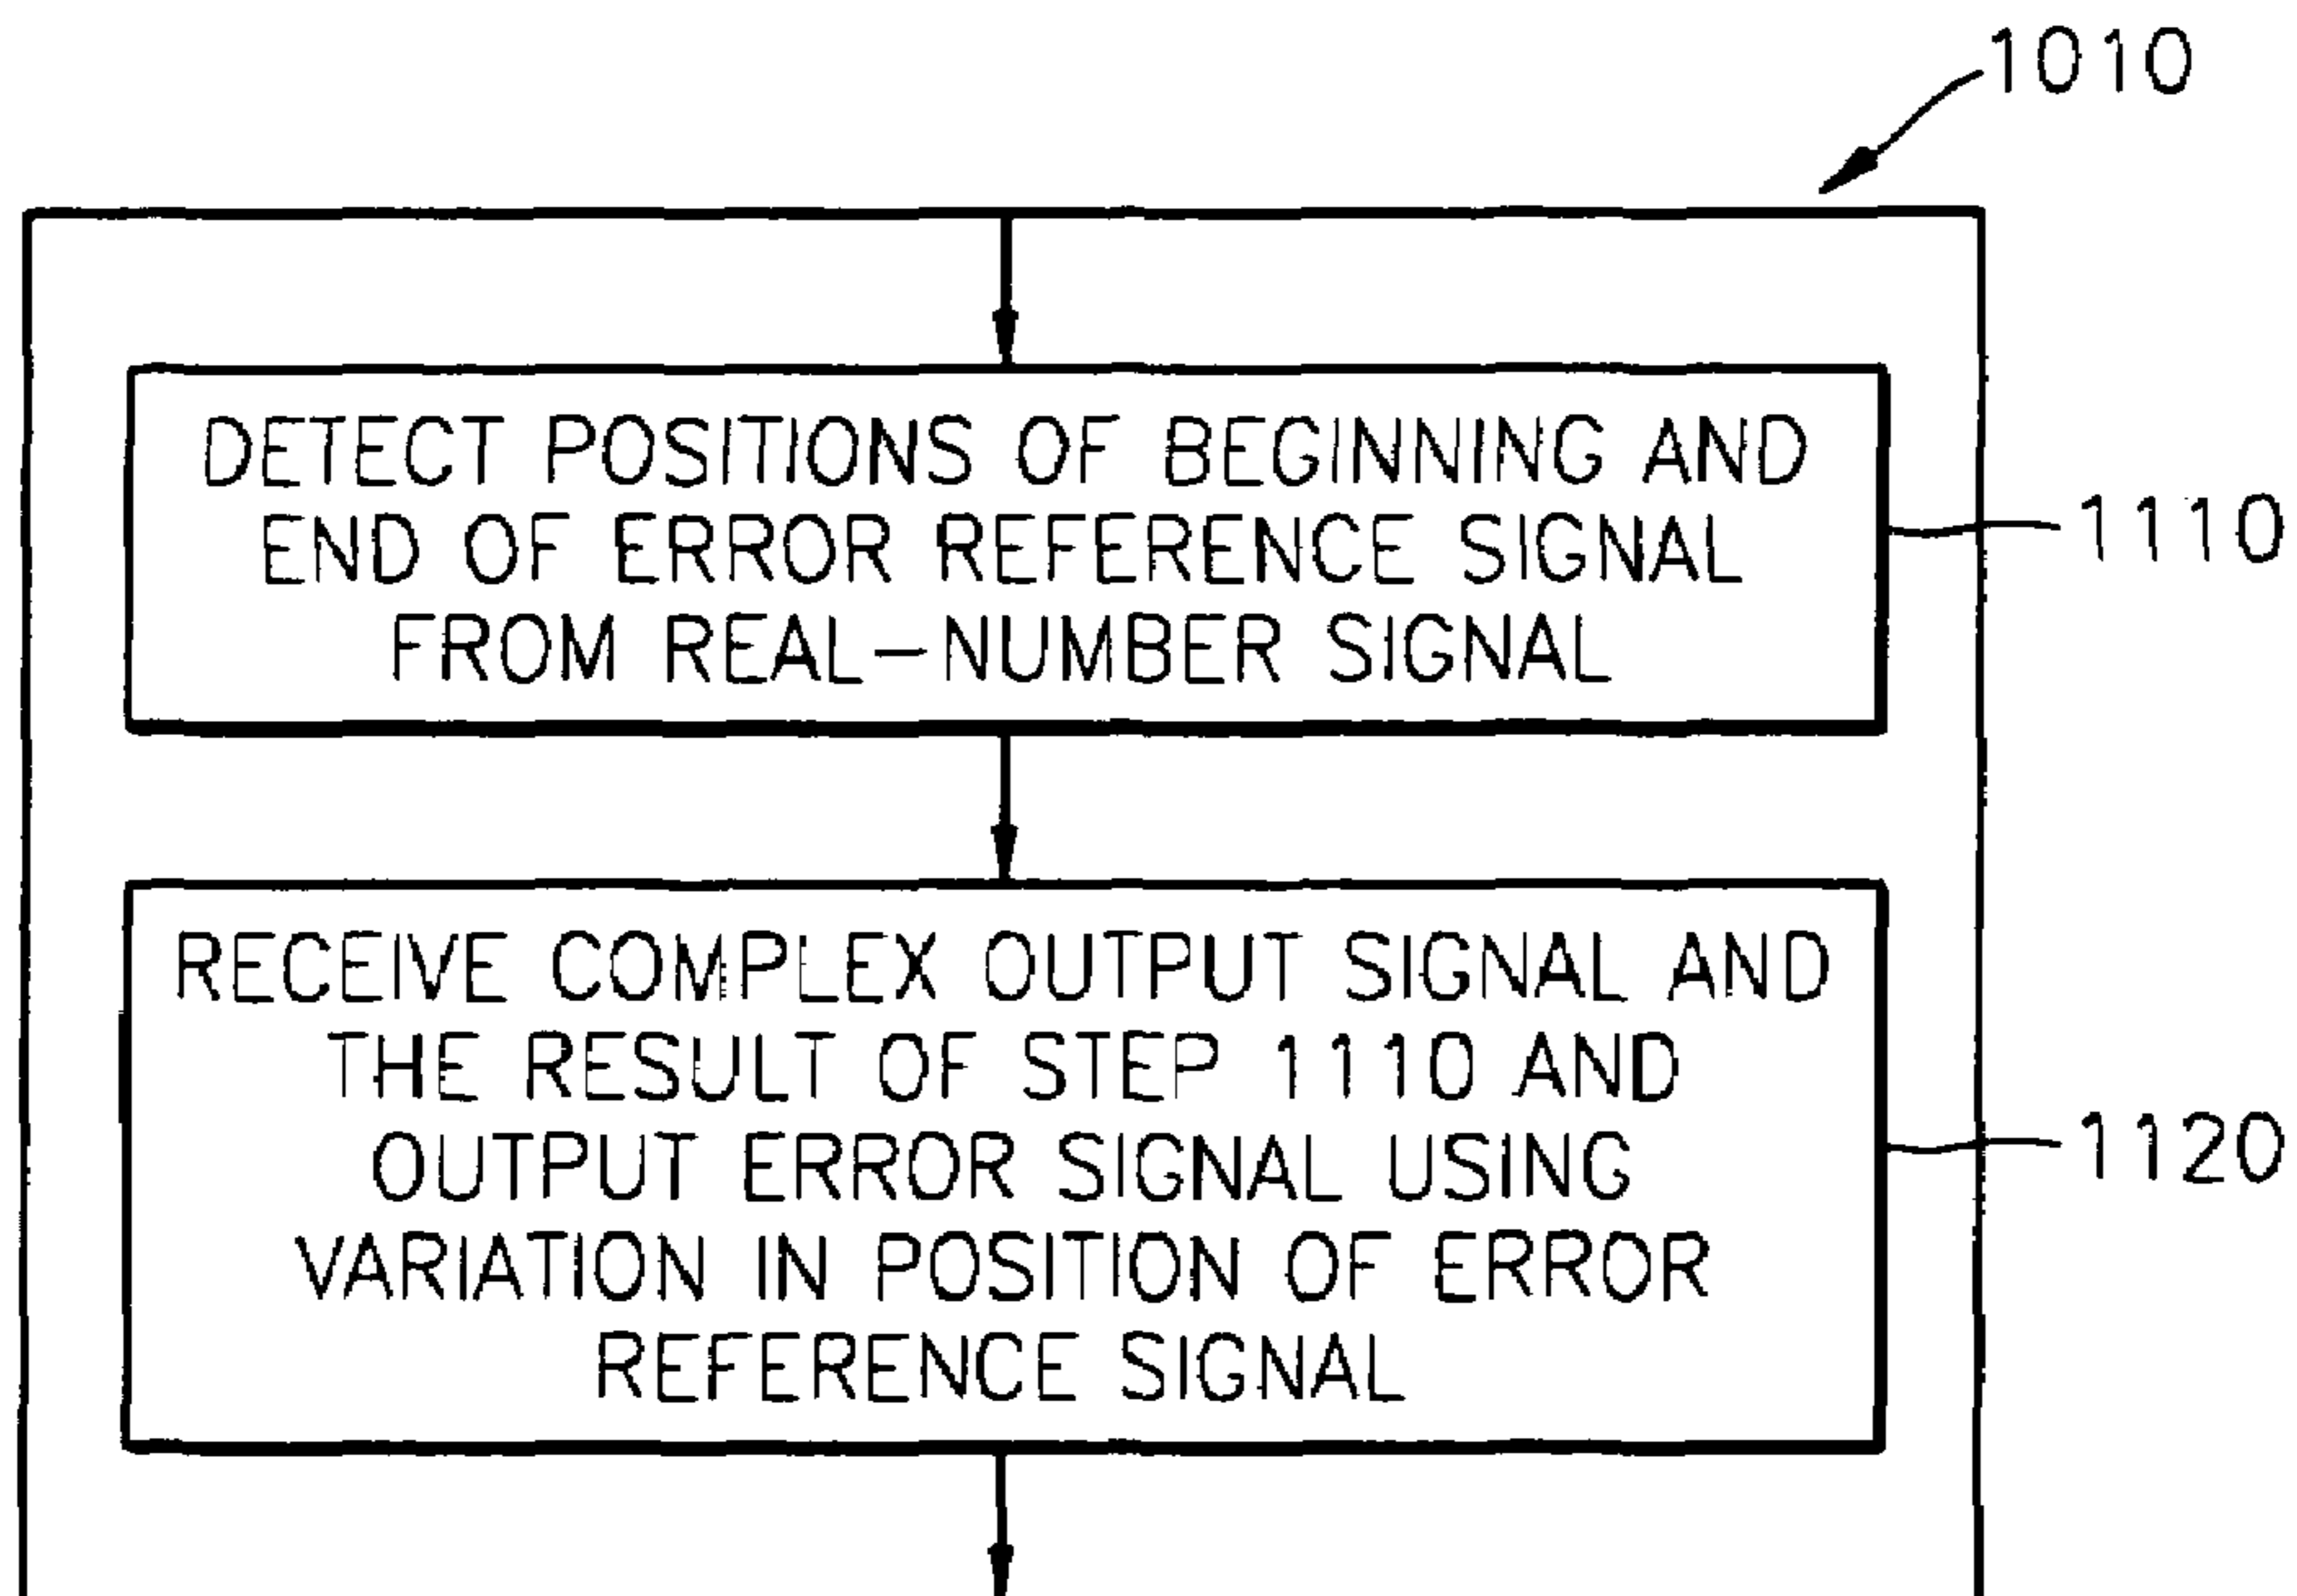 1010
DETECT POSITIONS OF BEGINNING AND
END OF ERROR REFERENCE SIGNAL
FROM REAL-NUMBER SIGNAL
1110
RECEIVE COMPLEX OUTPUT SIGNAL AND
THE RESULT OF STEP 1110 AND
OUTPUT ERROR SIGNAL USING
VARIATION IN POSITION OF ERROR
REFERENCE SIGNAL
1120